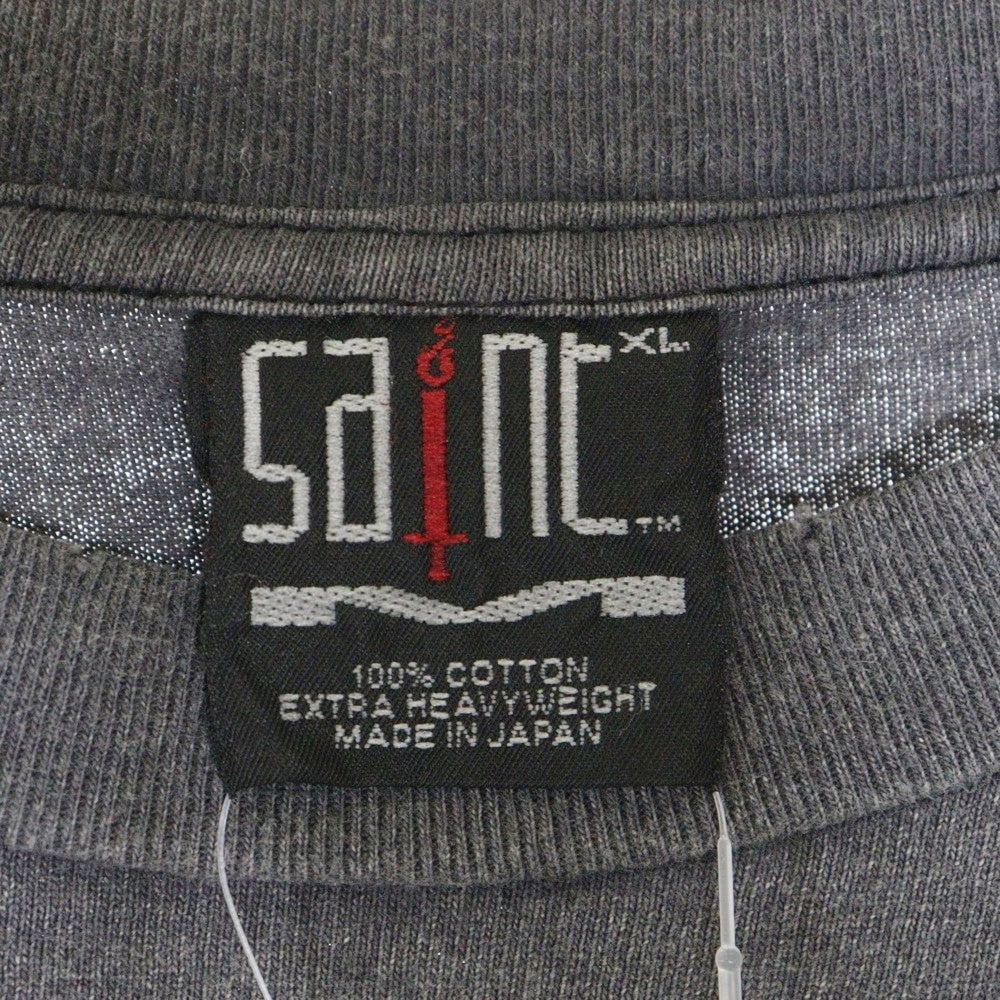 SAINT XL
TM
100% COTTON
EXTRA HEAVYWEIGHT
MADE IN JAPAN